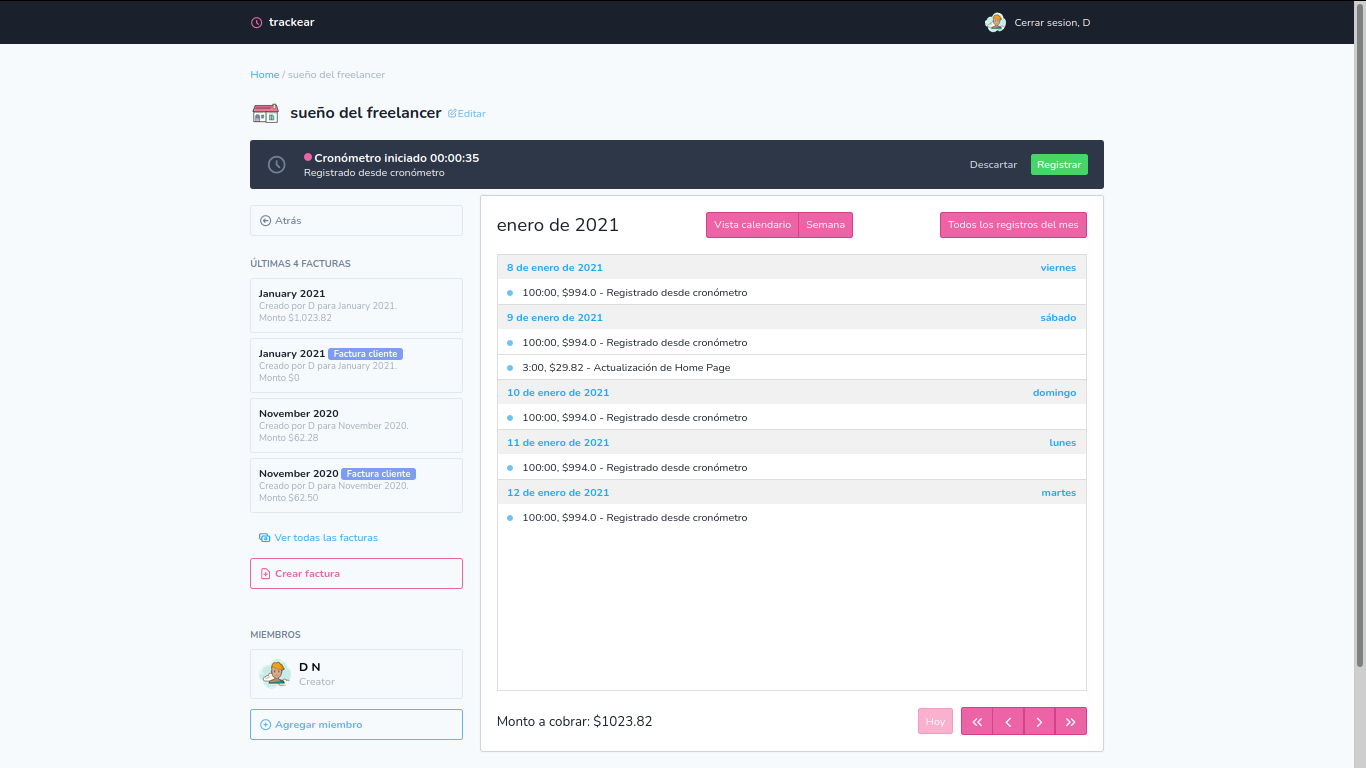 trackear
Cerrar sesion, D
Home / sueño del freelancer
sueño del freelancer Editar
Cronómetro iniciado 00:00:35
Registrado desde cronómetro
Descartar
Registrar
Atrás
ÚLTIMAS 4 FACTURAS
January 2021
Creado por D para January 2021.
Monto $1,023.82
January 2021 Factura cliente
Creado por D para January 2021.
Monto $0
November 2020
Creado por D para November 2020.
Monto $62.28
November 2020 Factura cliente
Creado por D para November 2020.
Monto $62.50
Ver todas las facturas
Crear factura
MIEMBROS
D N
Creator
Agregar miembro
enero de 2021
Vista calendario
Semana
Todos los registros del mes
8 de enero de 2021 viernes
100:00, $994.0 - Registrado desde cronómetro
9 de enero de 2021 sábado
100:00, $994.0 - Registrado desde cronómetro
3:00, $29.82 - Actualización de Home Page
10 de enero de 2021 domingo
100:00, $994.0 - Registrado desde cronómetro
11 de enero de 2021 lunes
100:00, $994.0 - Registrado desde cronómetro
12 de enero de 2021 martes
100:00, $994.0 - Registrado desde cronómetro
Monto a cobrar: $1023.82
Hoy